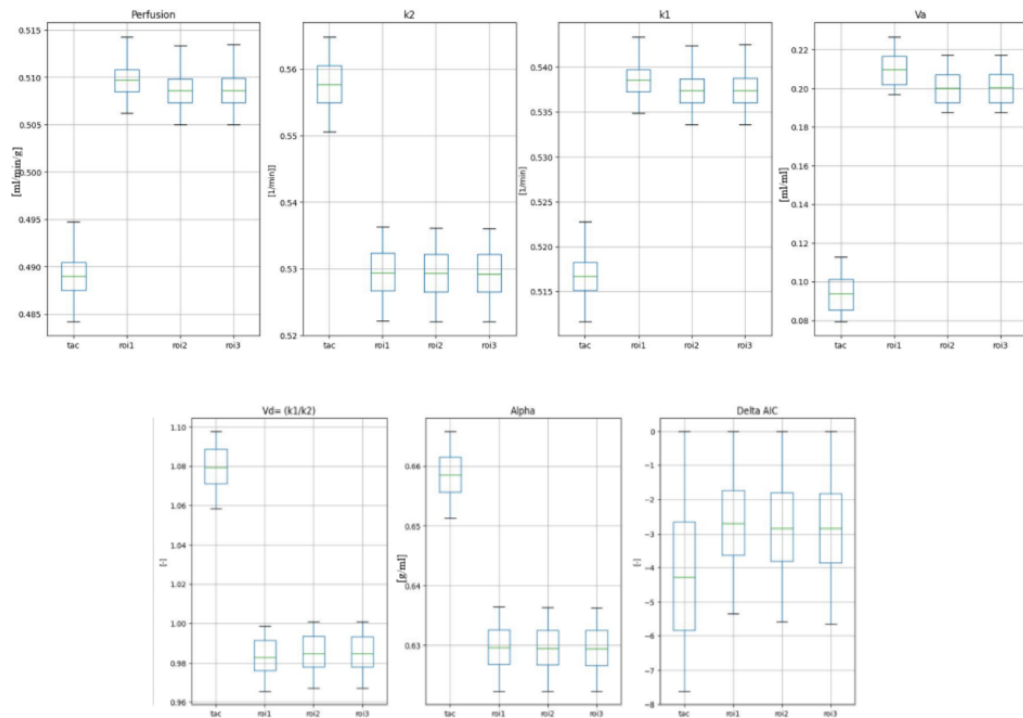 Perfusion
[ml/min/g]
0.515
0.510
0.505
0.500
0.495
0.490
0.485
tac roi1 roi2 roi3
k2
[1/min]]
0.56
0.55
0.54
0.53
0.52
tac roi1 roi2 roi3
k1
[1/min]
0.540
0.535
0.530
0.525
0.520
0.515
tac roi1 roi2 roi3
Va
[ml/ml]
0.22
0.20
0.18
0.16
0.14
0.12
0.10
0.08
tac roi1 roi2 roi3
Vd= (k1/k2)
[-]
1.10
1.08
1.06
1.04
1.02
1.00
0.98
0.96
tac roi1 roi2 roi3
Alpha
[g/ml]
0.66
0.65
0.64
0.63
tac roi1 roi2 roi3
Delta AIC
[-]
0
−1
−2
−3
−4
−5
−6
−7
−8
tac roi1 roi2 roi3